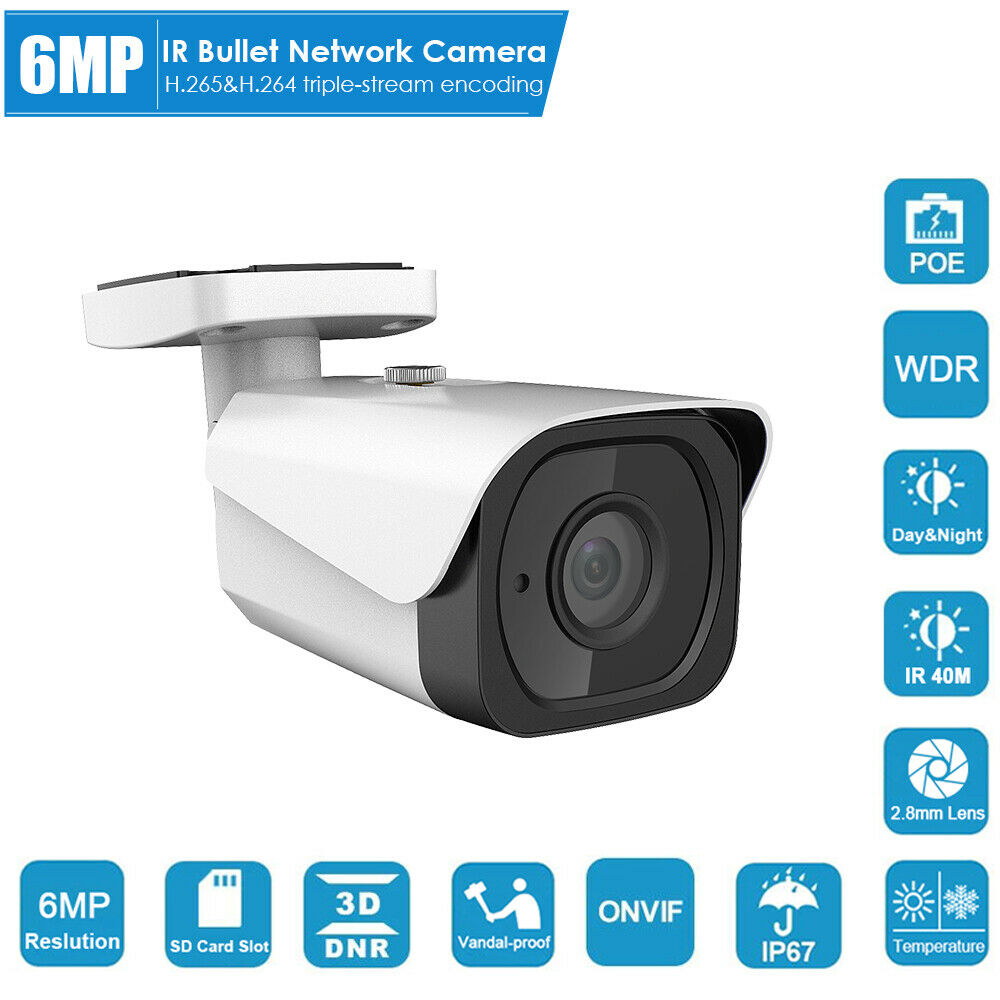 6MP
IR Bullet Network Camera
H.265&H.264 triple-stream encoding
POE
WDR
Day&Night
IR 40M
2.8mm Lens
6MP
Reslution
SD Card Slot
3D
DNR
Vandal-proof
ONVIF
IP67
Temperature